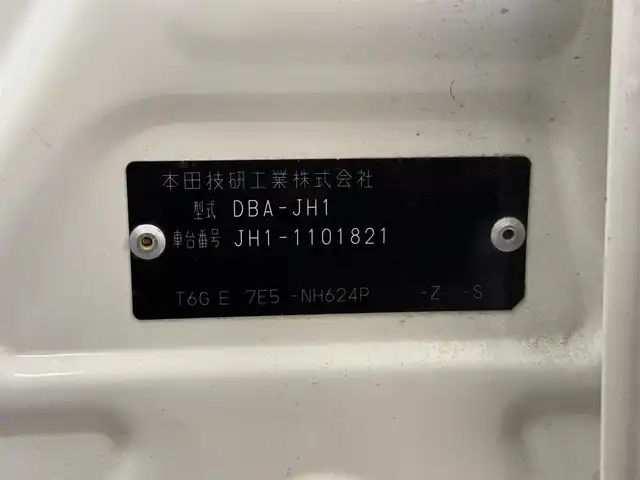 本田技研工業株式会社
型式 DBA-JH1
車台番号 JH1-1101821
T6G E 7E5 -NH624P -Z -S